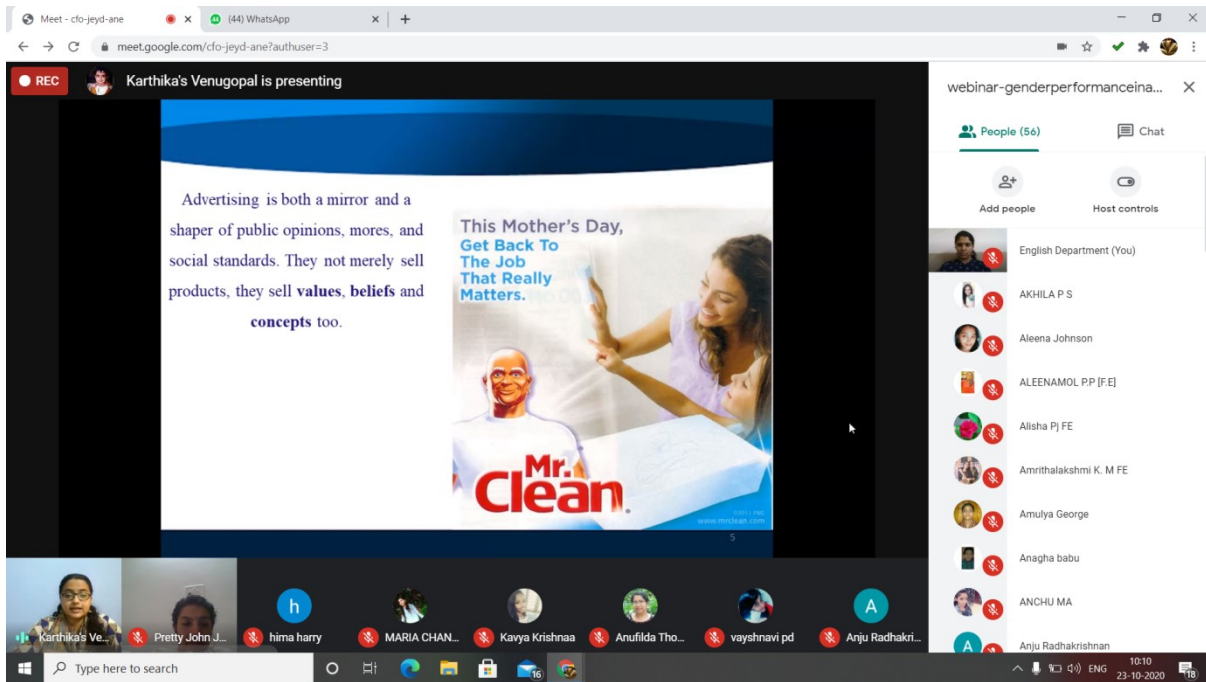 Meet - cfo-jeyd-ane
44
(44) WhatsApp
meet.google.com/cfo-jeyd-ane?authuser=3
REC
Karthika's Venugopal is presenting
Advertising is both a mirror and a
shaper of public opinions, mores, and
social standards. They not merely sell
products, they sell values, beliefs and
concepts too.
This Mother's Day,
Get Back To
The Job
That Really
Matters.
Mr.
Clean
www.mrclean.com
5
webinar-genderperformanceina...
People (56)
Chat
Add people
Host controls
English Department (You)
AKHILA P S
Aleena Johnson
ALEENAMOL P.P [F.E]
Alisha Pj FE
Amrithalakshmi K. M FE
Amulya George
Anagha babu
ANCHU MA
A
Anju Radhakrishnan
Karthika's Ve...
Pretty John J...
h
hima harry
MARIA CHAN...
Kavya Krishnaa
Anufilda Tho...
vayshnavi pd
A
Anju Radhakri...
Type here to search
16
ENG
10:10
23-10-2020
18